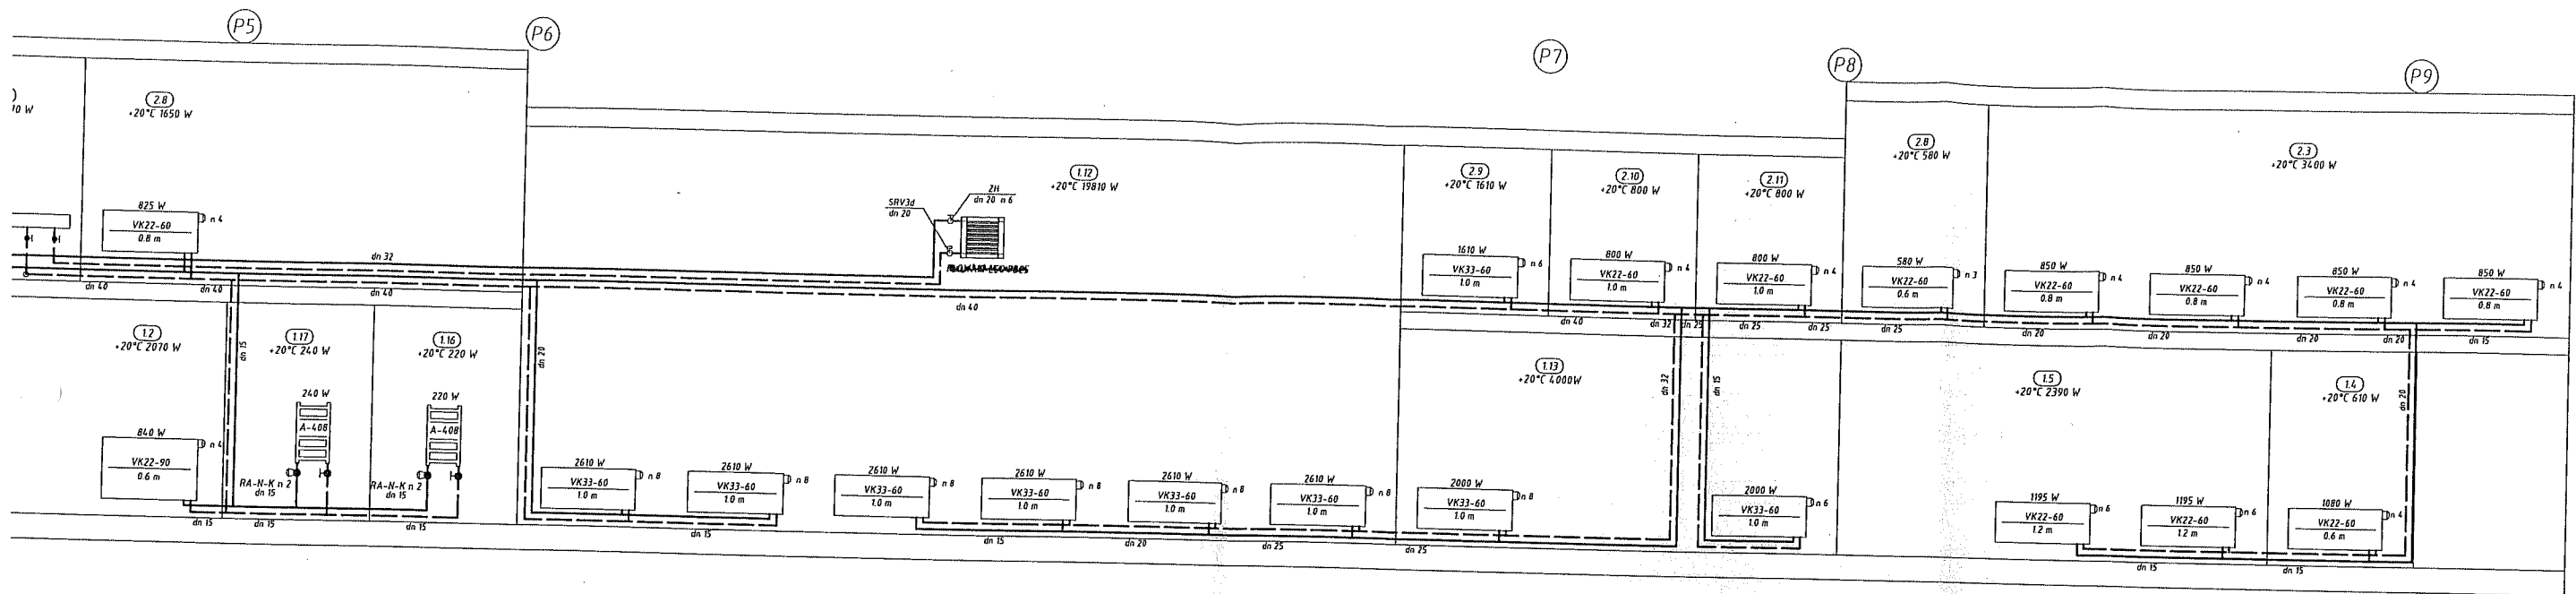 P5
P6
P7
P8
P9
10 W
2.8
+20°C 1650 W
1.12
+20°C 19810 W
2.9
+20°C 1610 W
2.10
+20°C 800 W
2.11
+20°C 800 W
2.8
+20°C 580 W
2.3
+20°C 3400 W
825 W
n 4
VK22-60
0.8 m
SRV3d
dn 20
2H
dn 20 n 6
1610 W
n 6
VK33-60
1.0 m
800 W
n 4
VK22-60
1.0 m
800 W
n 4
VK22-60
1.0 m
580 W
n 3
VK22-60
0.6 m
850 W
n 4
VK22-60
0.8 m
850 W
n 4
VK22-60
0.8 m
850 W
n 4
VK22-60
0.8 m
850 W
n 4
VK22-60
0.8 m
dn 32
dn 40
dn 40
dn 40
dn 40
dn 40
dn 32
dn 25
dn 25
dn 25
dn 25
dn 20
dn 20
dn 20
dn 20
dn 15
1.2
+20°C 2070 W
dn 15
1.17
+20°C 240 W
1.16
+20°C 220 W
dn 20
1.13
+20°C 4000W
dn 32
dn 15
1.5
+20°C 2390 W
1.4
+20°C 610 W
dn 20
840 W
n 4
VK22-90
0.6 m
240 W
A-408
RA-N-K n 2
dn 15
220 W
A-408
RA-N-K n 2
dn 15
2610 W
n 8
VK33-60
1.0 m
2610 W
n 8
VK33-60
1.0 m
2610 W
n 8
VK33-60
1.0 m
2610 W
n 8
VK33-60
1.0 m
2610 W
n 8
VK33-60
1.0 m
2610 W
n 8
VK33-60
1.0 m
2000 W
n 8
VK33-60
1.0 m
2000 W
n 6
VK33-60
1.0 m
1195 W
n 6
VK22-60
1.2 m
1195 W
n 6
VK22-60
1.2 m
1080 W
n 4
VK22-60
0.6 m
dn 15
dn 15
dn 15
dn 15
dn 15
dn 20
dn 25
dn 25
dn 15
dn 15